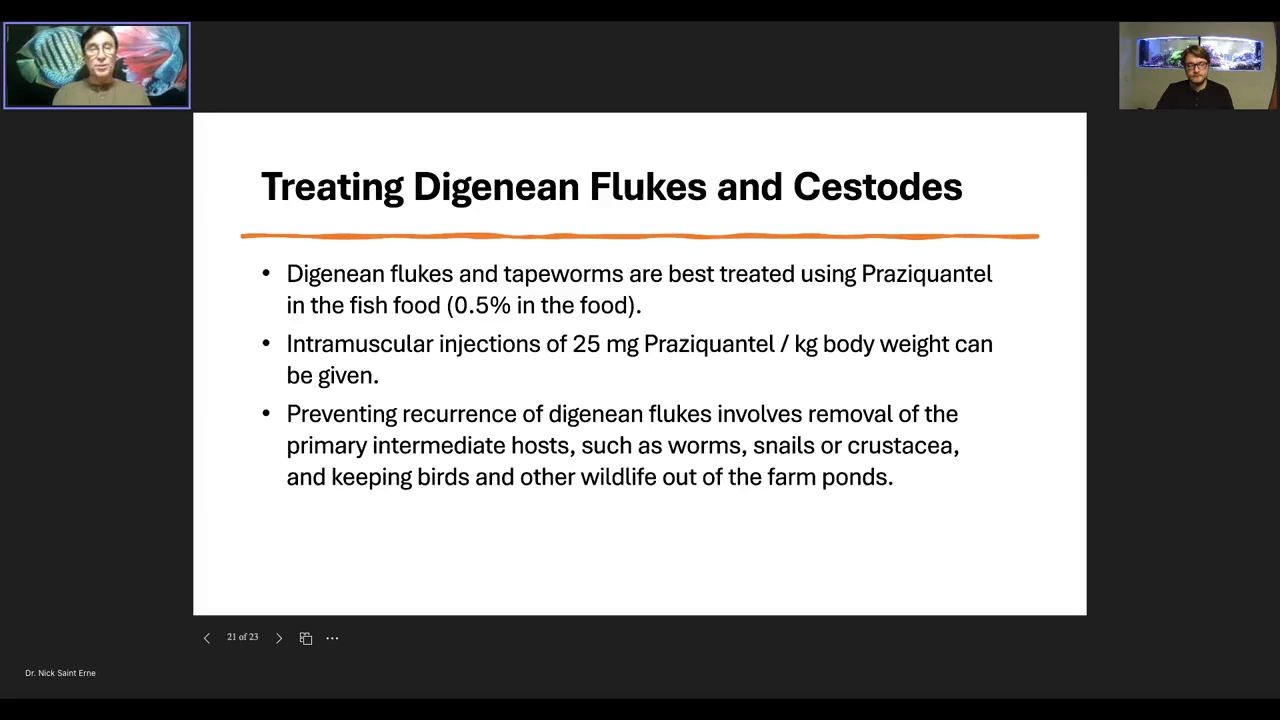 Treating Digenean Flukes and Cestodes
• Digenean flukes and tapeworms are best treated using Praziquantel
in the fish food (0.5% in the food).
• Intramuscular injections of 25 mg Praziquantel / kg body weight can
be given.
• Preventing recurrence of digenean flukes involves removal of the
primary intermediate hosts, such as worms, snails or crustacea,
and keeping birds and other wildlife out of the farm ponds.
21 of 23
Dr. Nick Saint Erne